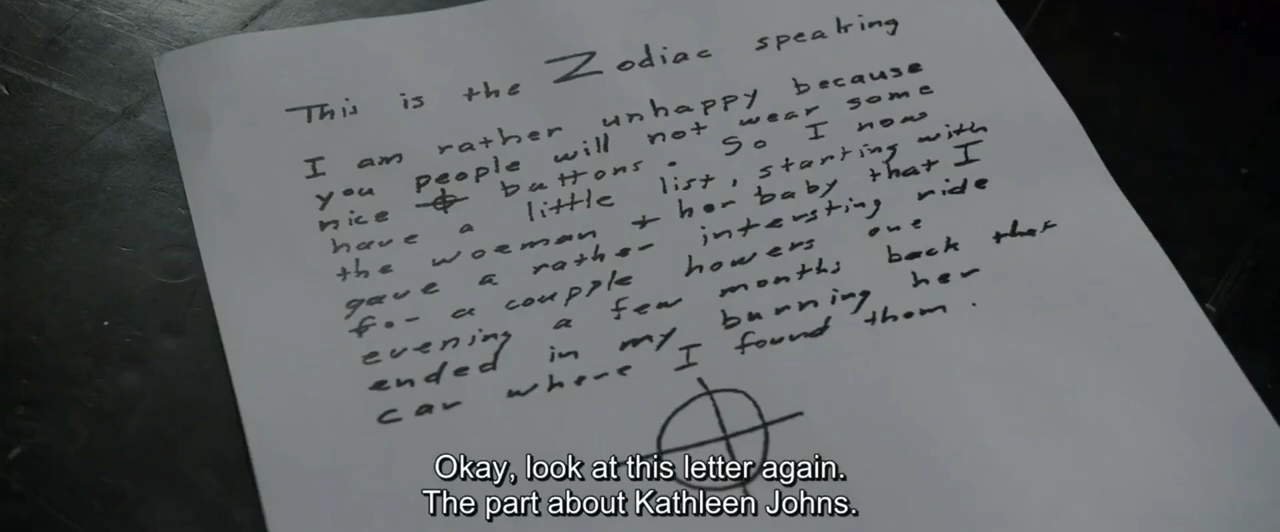 This is the Zodiac speaking
I am rather unhappy because
you people will not wear some
nice buttons. So I now
have a little list, starting with
the woeman + her baby that I
gave a rather intersting ride
for a coupple howers one
evening a few months back that
ended in my burning her
car where I found them.
Okay, look at this letter again.
The part about Kathleen Johns.